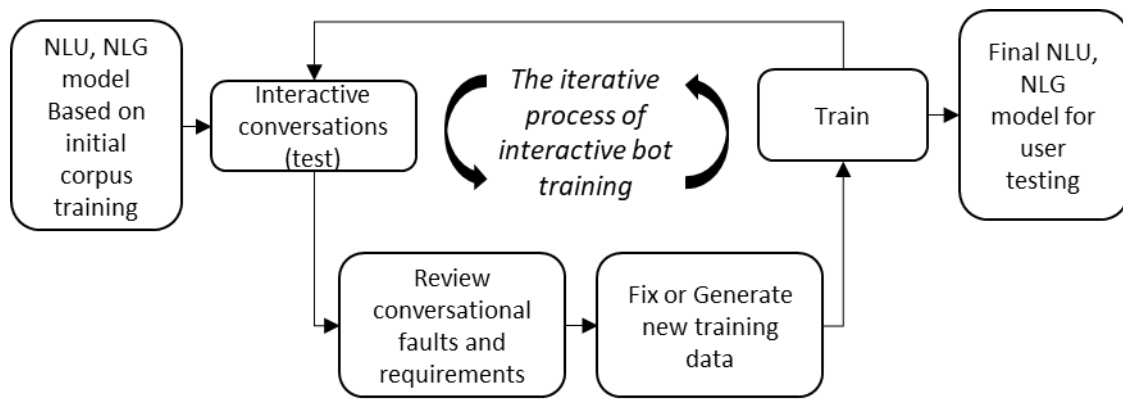 NLU, NLG
model
Based on
initial
corpus
training
Interactive
conversations
(test)
The iterative
process of
interactive bot
training
Train
Final NLU,
NLG
model for
user
testing
Review
conversational
faults and
requirements
Fix or Generate
new training
data